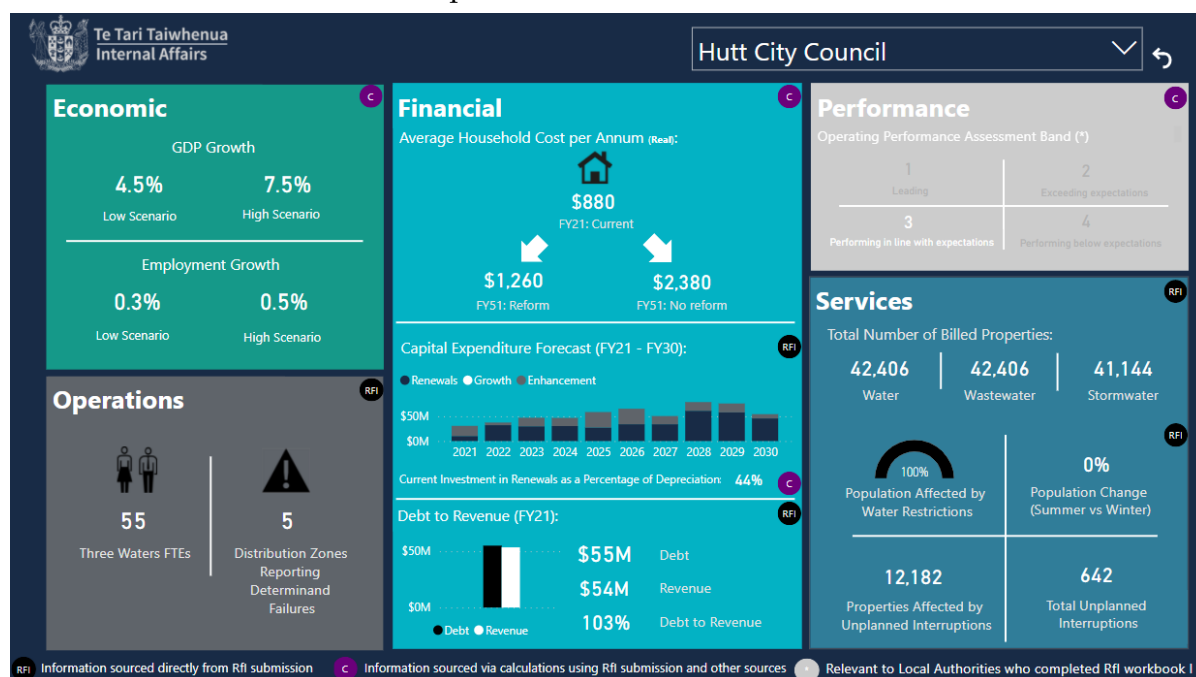 Te Tari Taiwhenua
Internal Affairs
Hutt City Council
Economic
C
GDP Growth
4.5%
7.5%
Low Scenario
High Scenario
Employment Growth
0.3%
0.5%
Low Scenario
High Scenario
Operations
RFI
55
5
Three Waters FTEs
Distribution Zones
Reporting
Determinand
Failures
Financial
C
Average Household Cost per Annum (Real):
$880
FY21: Current
$1,260
$2,380
FY51: Reform
FY51: No reform
Capital Expenditure Forecast (FY21 - FY30):
RFI
Renewals Growth Enhancement
$50M
$0M
2021 2022 2023 2024 2025 2026 2027 2028 2029 2030
Current Investment in Renewals as a Percentage of Depreciation: 44%
C
Debt to Revenue (FY21):
RFI
$50M
$0M
Debt Revenue
$55M Debt
$54M Revenue
103% Debt to Revenue
Performance
C
Operating Performance Assessment Band (*)
1
2
Leading
Exceeding expectations
3
4
Performing in line with expectations
Performing below expectations
Services
RFI
Total Number of Billed Properties:
42,406
42,406
41,144
Water
Wastewater
Stormwater
RFI
100%
0%
Population Affected by
Water Restrictions
Population Change
(Summer vs Winter)
12,182
642
Properties Affected by
Unplanned Interruptions
Total Unplanned
Interruptions
RFI Information sourced directly from RfI submission
C Information sourced via calculations using RfI submission and other sources
Relevant to Local Authorities who completed RfI workbook I